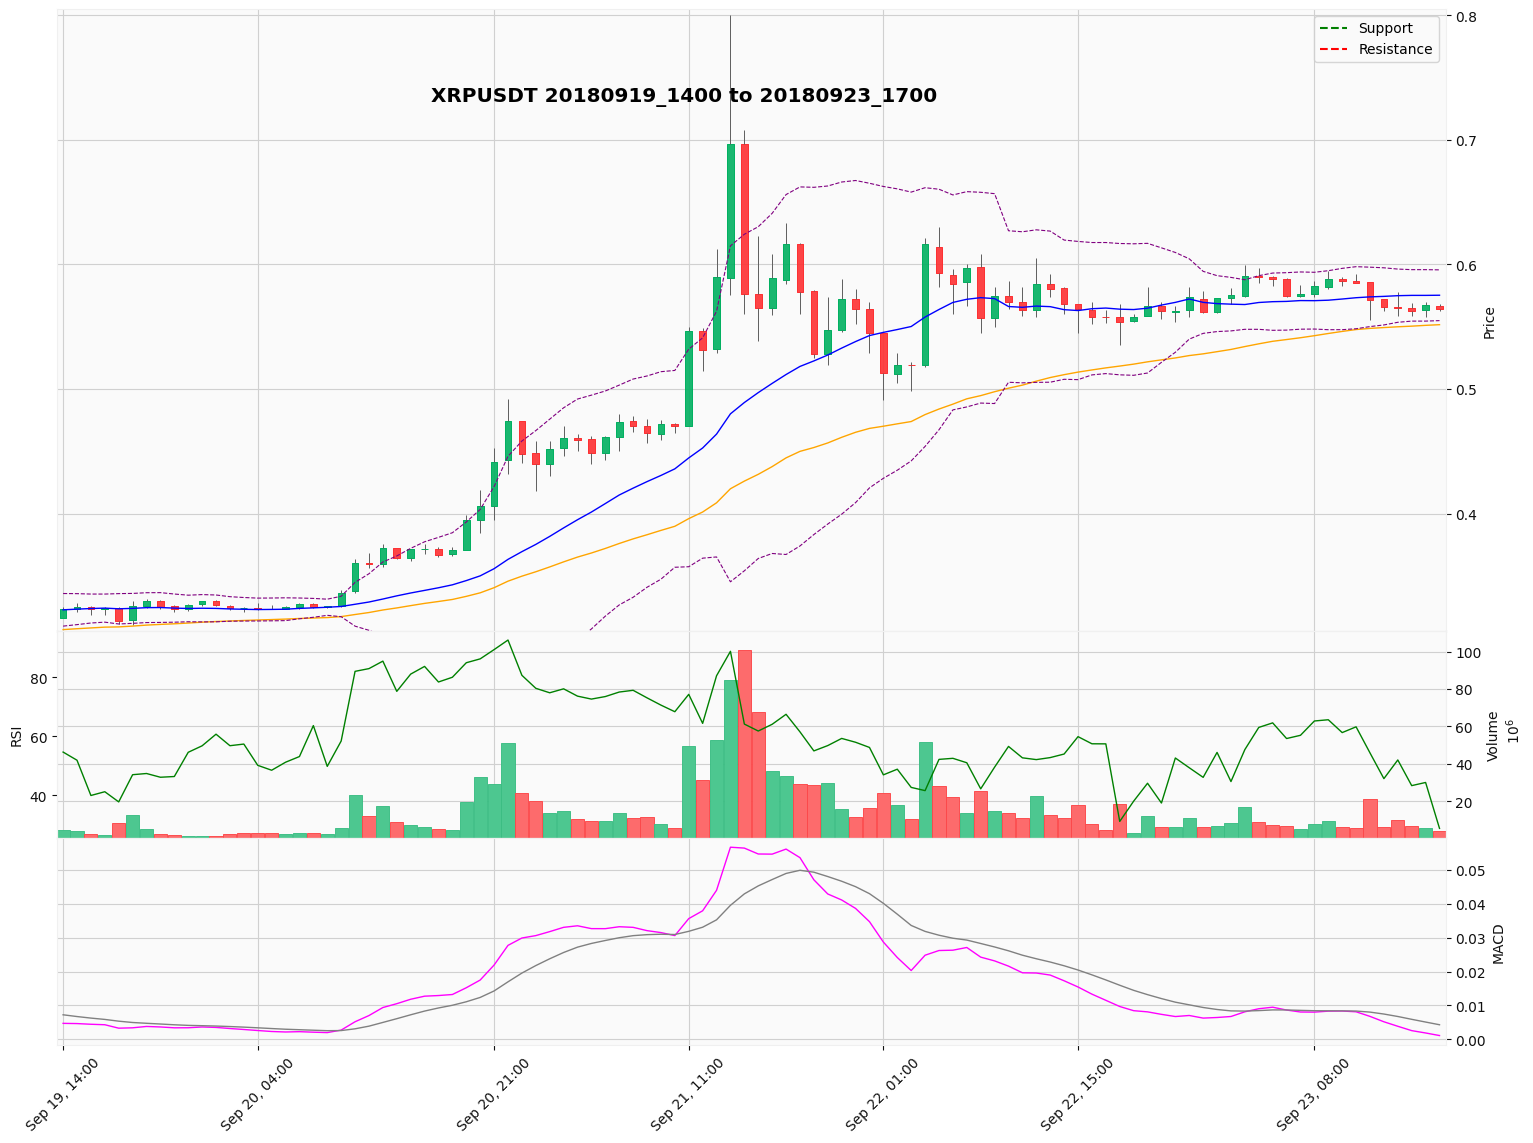 XRPUSDT 20180919_1400 to 20180923_1700
Support
Resistance
0.8
0.7
0.6
0.5
0.4
Price
80
60
40
RSI
100
80
60
40
20
Volume
10^6
0.05
0.04
0.03
0.02
0.01
0.00
MACD
Sep 19, 14:00
Sep 20, 04:00
Sep 20, 21:00
Sep 21, 11:00
Sep 22, 01:00
Sep 22, 15:00
Sep 23, 08:00